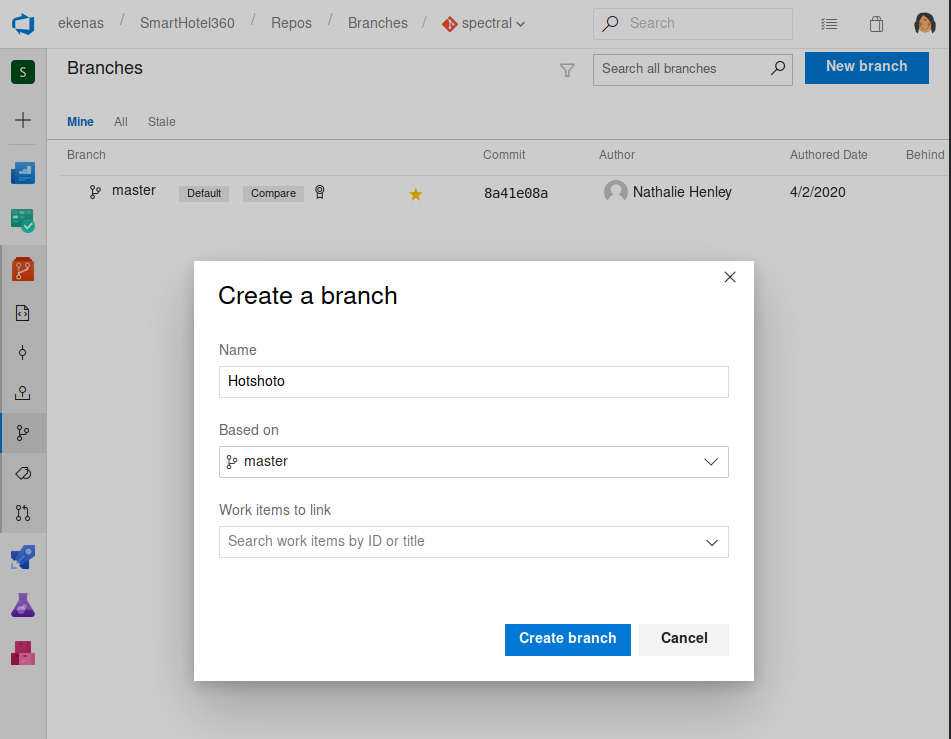 ekenas / SmartHotel360 / Repos / Branches / spectral
Search
S
Branches
Search all branches
New branch
Mine All Stale
Branch Commit Author Authored Date Behind
master Default Compare 8a41e08a Nathalie Henley 4/2/2020
Create a branch
Name
Hotshoto
Based on
master
Work items to link
Search work items by ID or title
Create branch Cancel